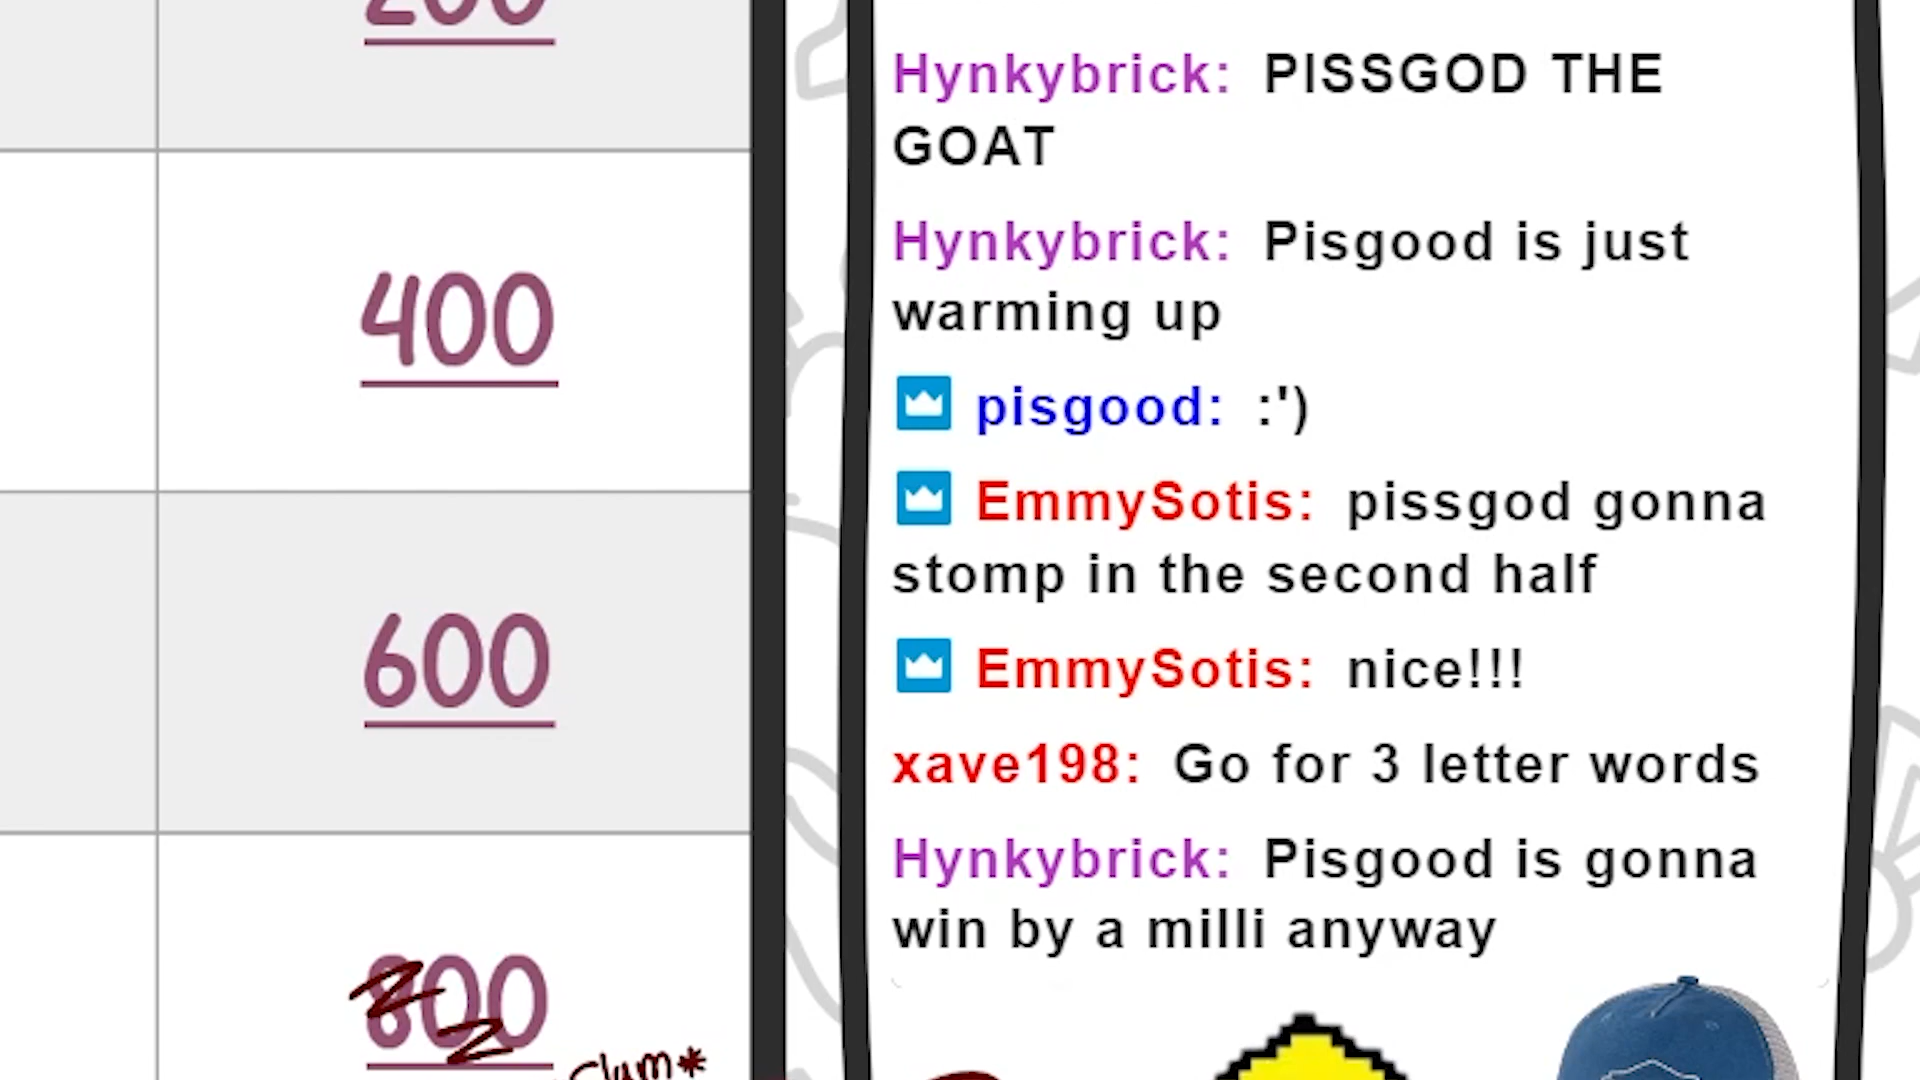 200
400
600
800
Slam*
Hynkybrick: PISSGOD THE
GOAT
Hynkybrick: Pisgood is just
warming up
pisgood: :')
EmmySotis: pissgod gonna
stomp in the second half
EmmySotis: nice!!!
xave198: Go for 3 letter words
Hynkybrick: Pisgood is gonna
win by a milli anyway